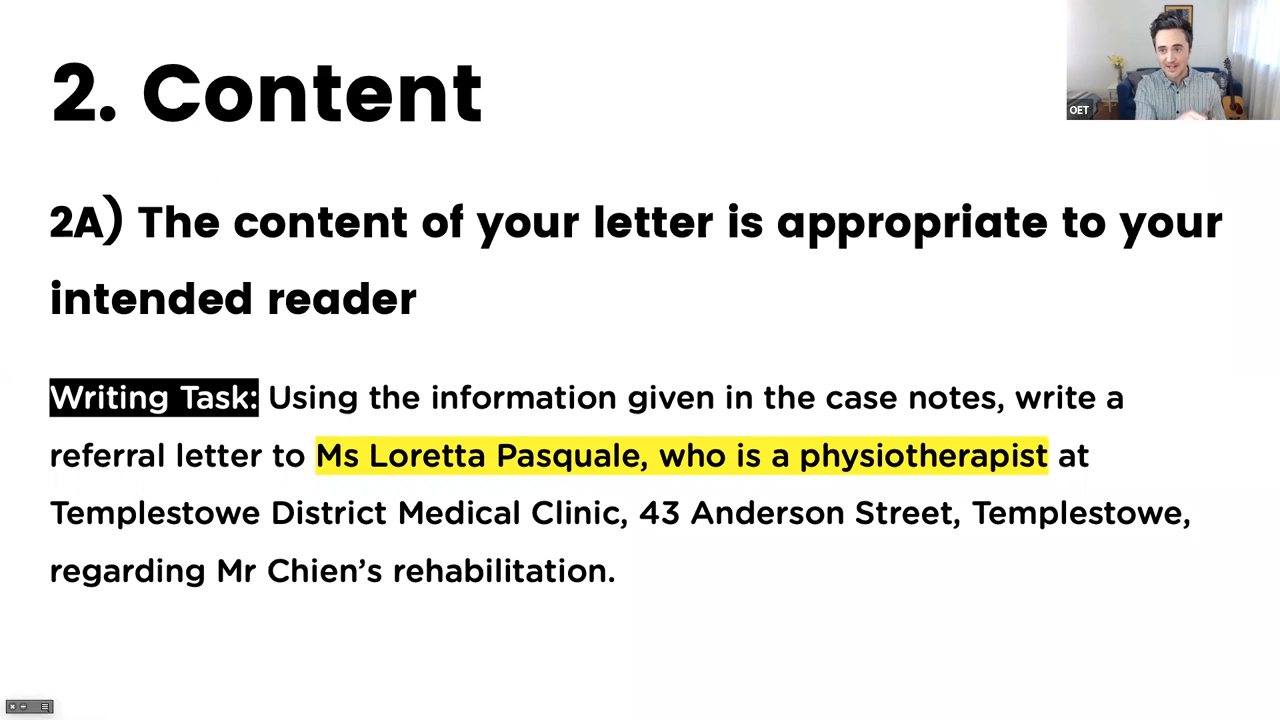 2. Content
OET
2A) The content of your letter is appropriate to your
intended reader
Writing Task: Using the information given in the case notes, write a
referral letter to Ms Loretta Pasquale, who is a physiotherapist at
Templestowe District Medical Clinic, 43 Anderson Street, Templestowe,
regarding Mr Chien’s rehabilitation.